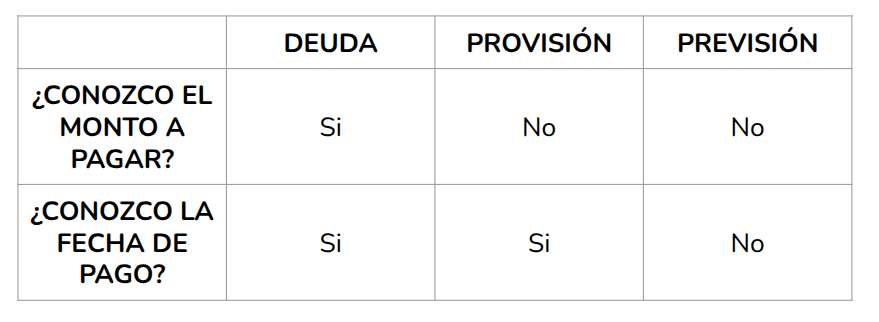 DEUDA PROVISIÓN PREVISIÓN
¿CONOZCO EL
MONTO A
PAGAR?
Si No No
¿CONOZCO LA
FECHA DE
PAGO?
Si Si No